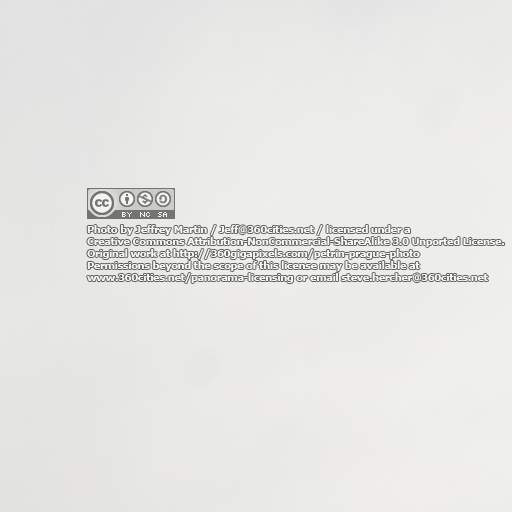 cc
BY NC SA
Photo by Jeffrey Martin / Jeff@360cities.net / licensed under a
Creative Commons Attribution-NonCommercial-ShareAlike 3.0 Unported License.
Original work at http://360gigapixels.com/petrin-prague-photo
Permissions beyond the scope of this license may be available at
www.360cities.net/panorama-licensing or email steve.hercher@360cities.net